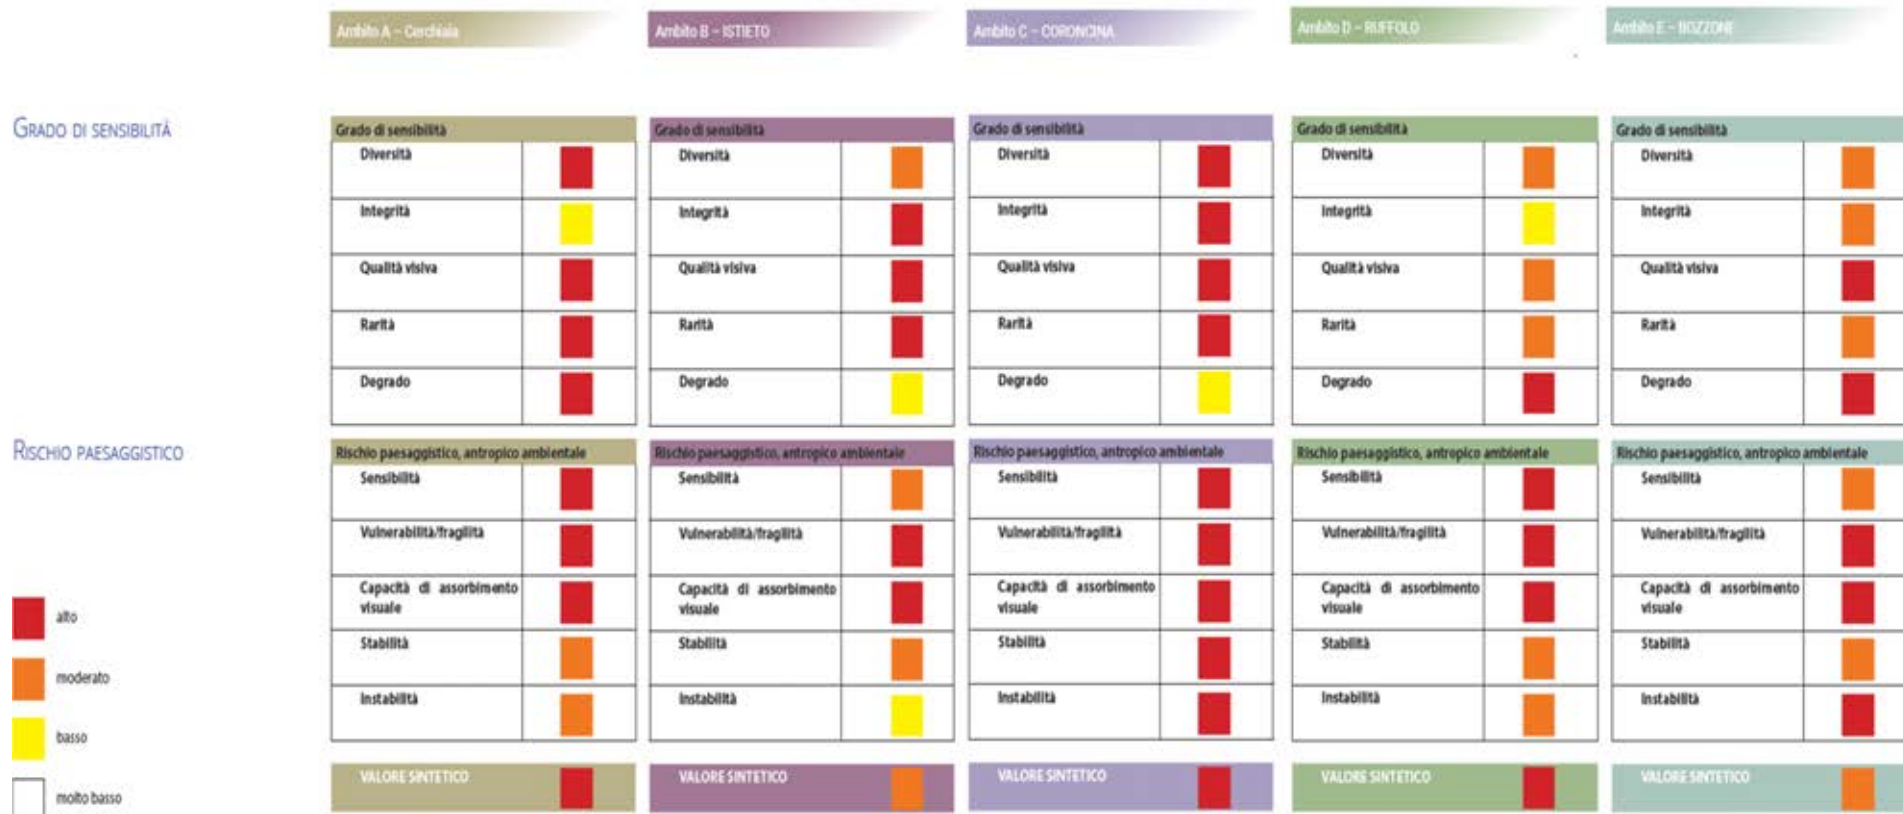 Ambito A – Cerchiaia
Ambito B – ISTIETO
Ambito C – CORONCINA
Ambito D – RUFFOLO
Ambito E – BOZZONE
GRADO DI SENSIBILITÀ
Grado di sensibilità
Diversità
Integrità
Qualità visiva
Rarità
Degrado
Grado di sensibilità
Diversità
Integrità
Qualità visiva
Rarità
Degrado
Grado di sensibilità
Diversità
Integrità
Qualità visiva
Rarità
Degrado
Grado di sensibilità
Diversità
Integrità
Qualità visiva
Rarità
Degrado
Grado di sensibilità
Diversità
Integrità
Qualità visiva
Rarità
Degrado
RISCHIO PAESAGGISTICO
Rischio paesaggistico, antropico ambientale
Sensibilità
Vulnerabilità/fragilità
Capacità di assorbimento
visuale
Stabilità
Instabilità
Rischio paesaggistico, antropico ambientale
Sensibilità
Vulnerabilità/fragilità
Capacità di assorbimento
visuale
Stabilità
Instabilità
Rischio paesaggistico, antropico ambientale
Sensibilità
Vulnerabilità/fragilità
Capacità di assorbimento
visuale
Stabilità
Instabilità
Rischio paesaggistico, antropico ambientale
Sensibilità
Vulnerabilità/fragilità
Capacità di assorbimento
visuale
Stabilità
Instabilità
Rischio paesaggistico, antropico ambientale
Sensibilità
Vulnerabilità/fragilità
Capacità di assorbimento
visuale
Stabilità
Instabilità
alto
moderato
basso
molto basso
VALORE SINTETICO
VALORE SINTETICO
VALORE SINTETICO
VALORE SINTETICO
VALORE SINTETICO